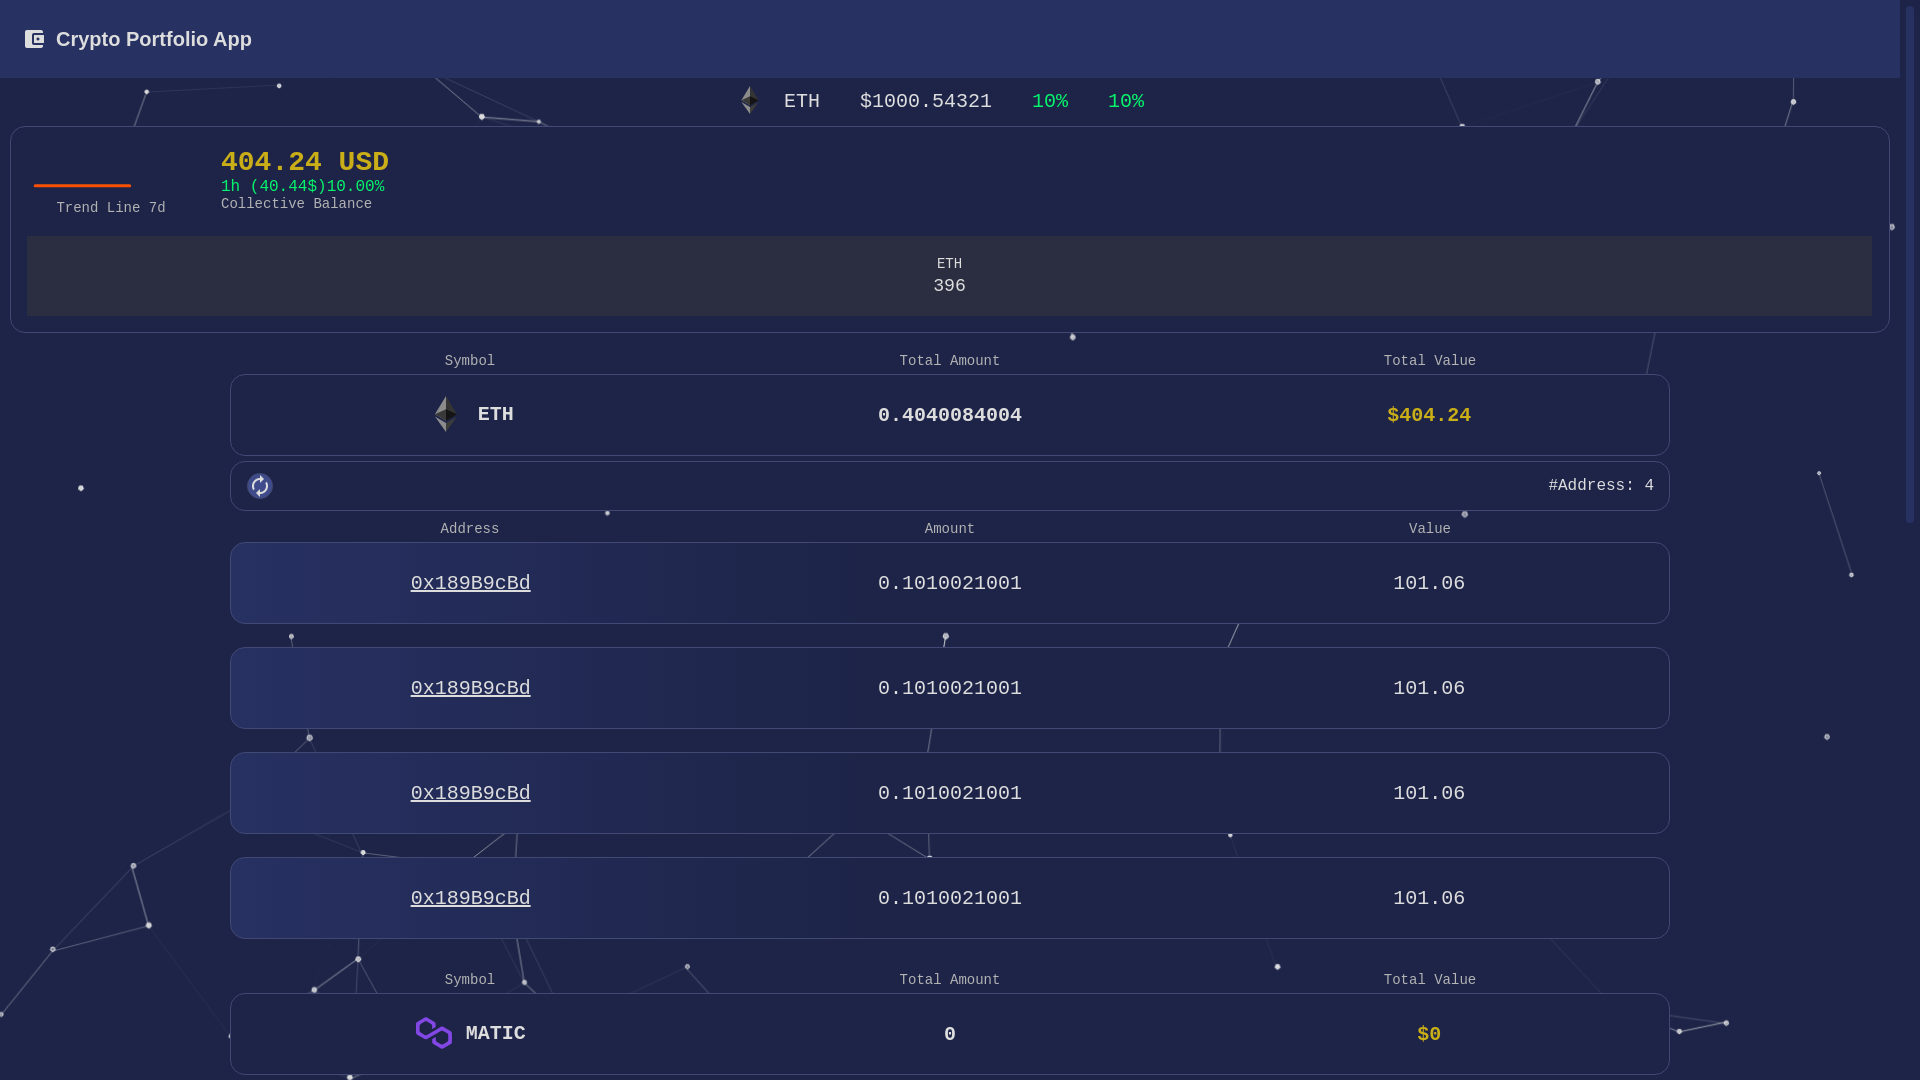 Crypto Portfolio App
ETH $1000.54321 10% 10%
404.24 USD
1h (40.44$)10.00%
Collective Balance
Trend Line 7d
ETH
396
Symbol Total Amount Total Value
ETH 0.4040084004 $404.24
#Address: 4
Address Amount Value
0x189B9cBd 0.1010021001 101.06
0x189B9cBd 0.1010021001 101.06
0x189B9cBd 0.1010021001 101.06
0x189B9cBd 0.1010021001 101.06
Symbol Total Amount Total Value
MATIC 0 $0